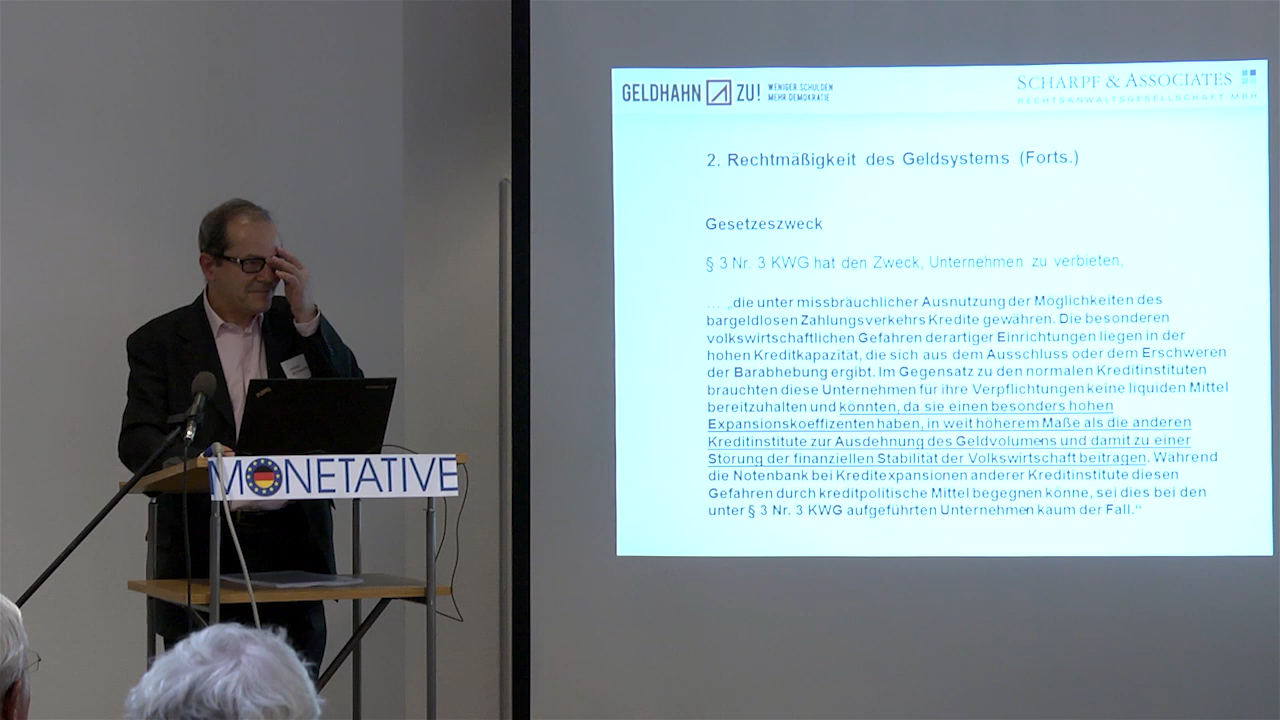 GELDHAHN ZU!
WENIGER SCHULDEN
MEHR DEMOKRATIE
SCHARPF & ASSOCIATES
RECHTSANWALTSGESELLSCHAFT MBH
2. Rechtmäßigkeit des Geldsystems (Forts.)
Gesetzeszweck
§ 3 Nr. 3 KWG hat den Zweck, Unternehmen zu verbieten,
... „die unter missbräuchlicher Ausnutzung der Möglichkeiten des
bargeldlosen Zahlungsverkehrs Kredite gewähren. Die besonderen
volkswirtschaftlichen Gefahren derartiger Einrichtungen liegen in der
hohen Kreditkapazität, die sich aus dem Ausschluss oder dem Erschweren
der Barabhebung ergibt. Im Gegensatz zu den normalen Kreditinstituten
brauchten diese Unternehmen für ihre Verpflichtungen keine liquiden Mittel
bereitzuhalten und könnten, da sie einen besonders hohen
Expansionskoeffizenten haben, in weit höherem Maße als die anderen
Kreditinstitute zur Ausdehnung des Geldvolumens und damit zu einer
Störung der finanziellen Stabilität der Volkswirtschaft beitragen. Während
die Notenbank bei Kreditexpansionen anderer Kreditinstitute diesen
Gefahren durch kreditpolitische Mittel begegnen könne, sei dies bei den
unter § 3 Nr. 3 KWG aufgeführten Unternehmen kaum der Fall.“
MONETATIVE